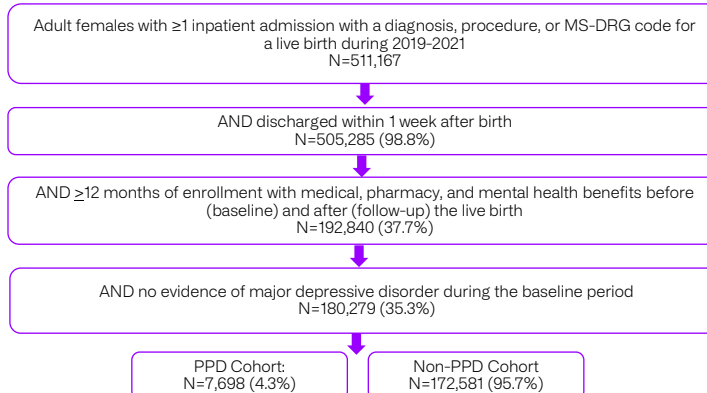 Adult females with ≥1 inpatient admission with a diagnosis, procedure, or MS-DRG code for
a live birth during 2019-2021
N=511,167
AND discharged within 1 week after birth
N=505,285 (98.8%)
AND ≥12 months of enrollment with medical, pharmacy, and mental health benefits before
(baseline) and after (follow-up) the live birth
N=192,840 (37.7%)
AND no evidence of major depressive disorder during the baseline period
N=180,279 (35.3%)
PPD Cohort:
N=7,698 (4.3%)
Non-PPD Cohort
N=172,581 (95.7%)